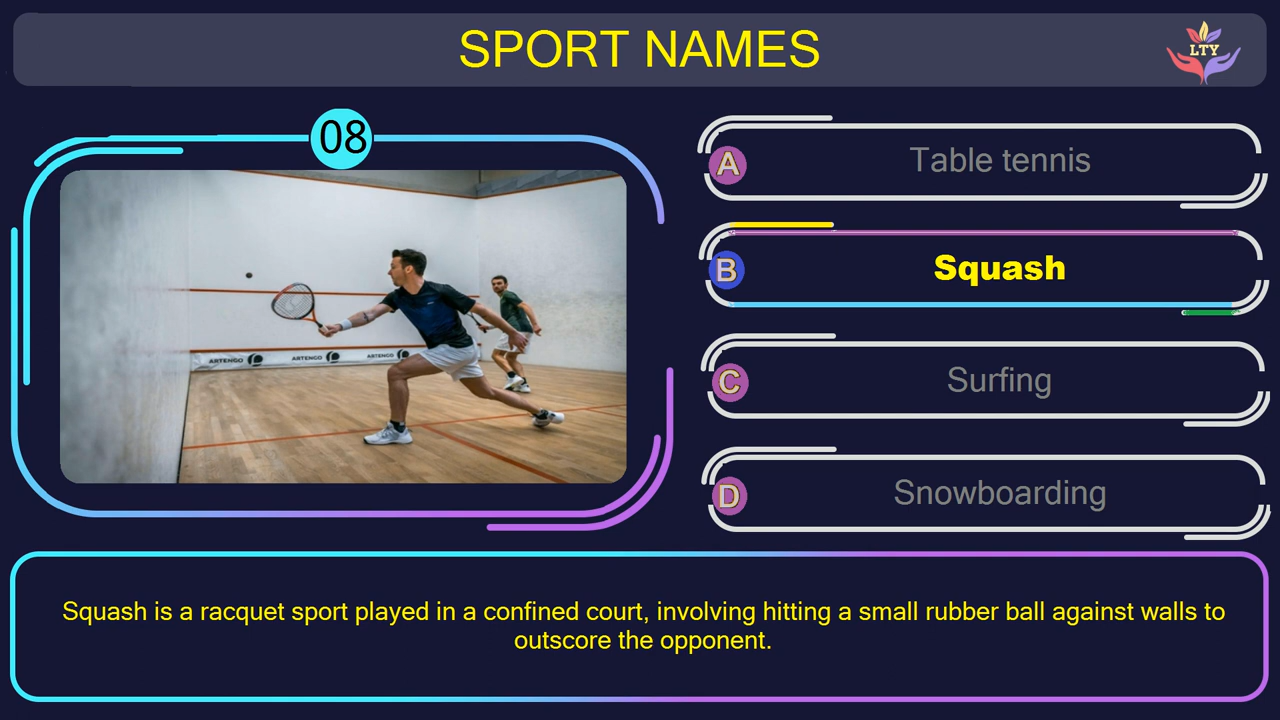 SPORT NAMES
LTY
08
ARTENGO
ARTENGO
ARTENGO
A
Table tennis
B
Squash
C
Surfing
D
Snowboarding
Squash is a racquet sport played in a confined court, involving hitting a small rubber ball against walls to
outscore the opponent.